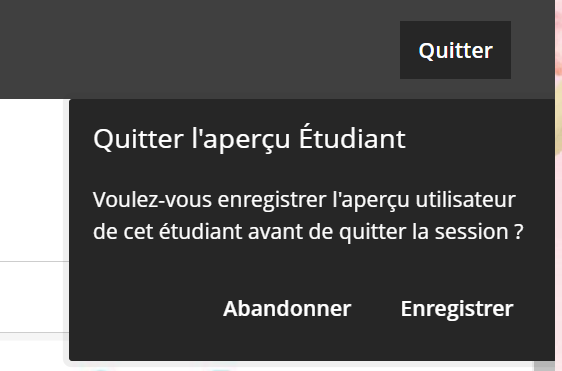 Quitter
Quitter l'aperçu Étudiant
Voulez-vous enregistrer l'aperçu utilisateur
de cet étudiant avant de quitter la session ?
Abandonner Enregistrer